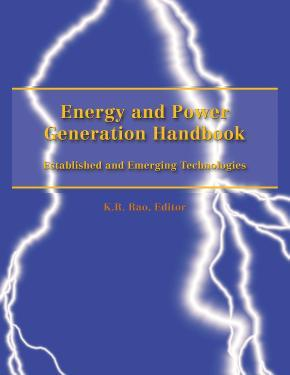 Energy and Power
Generation Handbook
Established and Emerging Technologies
K.R. Rao, Editor